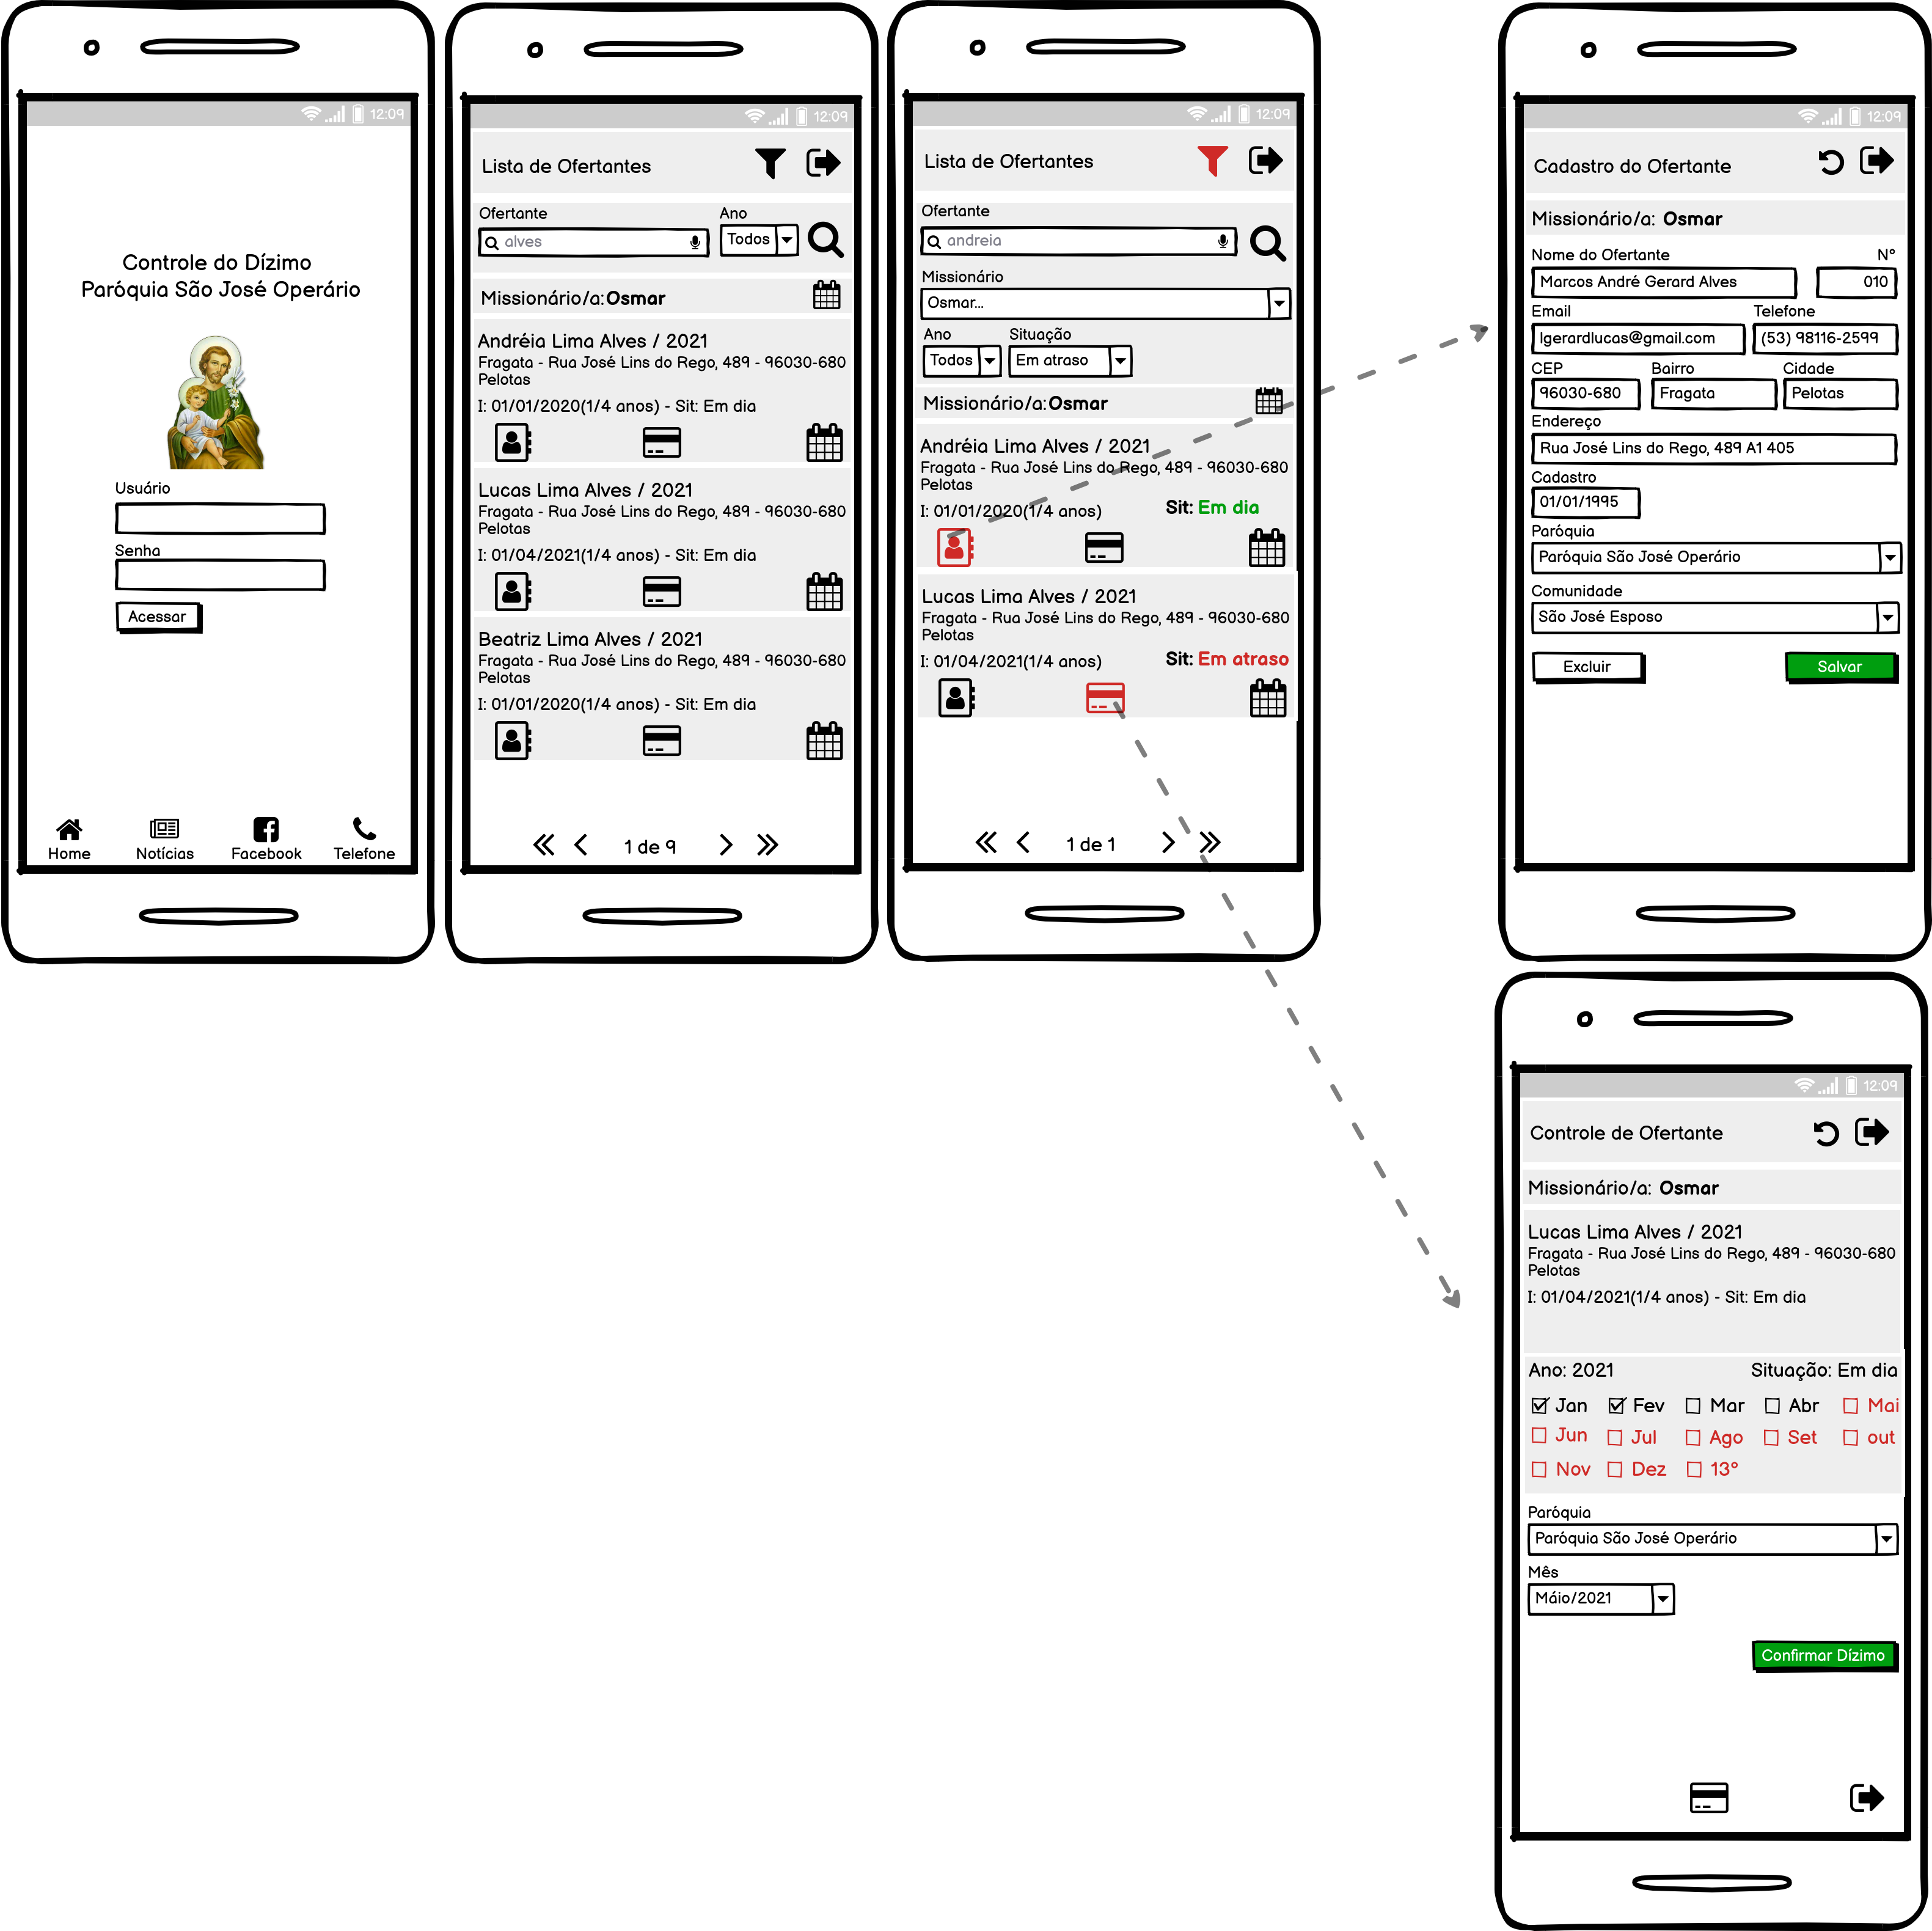 12:09
Controle do Dízimo
Paróquia São José Operário
Usuário
Senha
Acessar
Home Notícias Facebook Telefone
12:09
Lista de Ofertantes
Ofertante Ano
alves Todos
Missionário/a:Osmar
Andréia Lima Alves / 2021
Fragata - Rua José Lins do Rego, 489 - 96030-680
Pelotas
I: 01/01/2020(1/4 anos) - Sit: Em dia
Lucas Lima Alves / 2021
Fragata - Rua José Lins do Rego, 489 - 96030-680
Pelotas
I: 01/04/2021(1/4 anos) - Sit: Em dia
Beatriz Lima Alves / 2021
Fragata - Rua José Lins do Rego, 489 - 96030-680
Pelotas
I: 01/01/2020(1/4 anos) - Sit: Em dia
1 de 9
12:09
Lista de Ofertantes
Ofertante
andreia
Missionário
Osmar...
Ano Situação
Todos Em atraso
Missionário/a:Osmar
Andréia Lima Alves / 2021
Fragata - Rua José Lins do Rego, 489 - 96030-680
Pelotas
I: 01/01/2020(1/4 anos) Sit: Em dia
Lucas Lima Alves / 2021
Fragata - Rua José Lins do Rego, 489 - 96030-680
Pelotas
I: 01/04/2021(1/4 anos) Sit: Em atraso
1 de 1
12:09
Cadastro do Ofertante
Missionário/a: Osmar
Nome do Ofertante Nº
Marcos André Gerard Alves 010
Email Telefone
lgerardlucas@gmail.com (53) 98116-2599
CEP Bairro Cidade
96030-680 Fragata Pelotas
Endereço
Rua José Lins do Rego, 489 A1 405
Cadastro
01/01/1995
Paróquia
Paróquia São José Operário
Comunidade
São José Esposo
Excluir Salvar
12:09
Controle de Ofertante
Missionário/a: Osmar
Lucas Lima Alves / 2021
Fragata - Rua José Lins do Rego, 489 - 96030-680
Pelotas
I: 01/04/2021(1/4 anos) - Sit: Em dia
Ano: 2021 Situação: Em dia
Jan Fev Mar Abr Mai
Jun Jul Ago Set out
Nov Dez 13º
Paróquia
Paróquia São José Operário
Mês
Máio/2021
Confirmar Dízimo